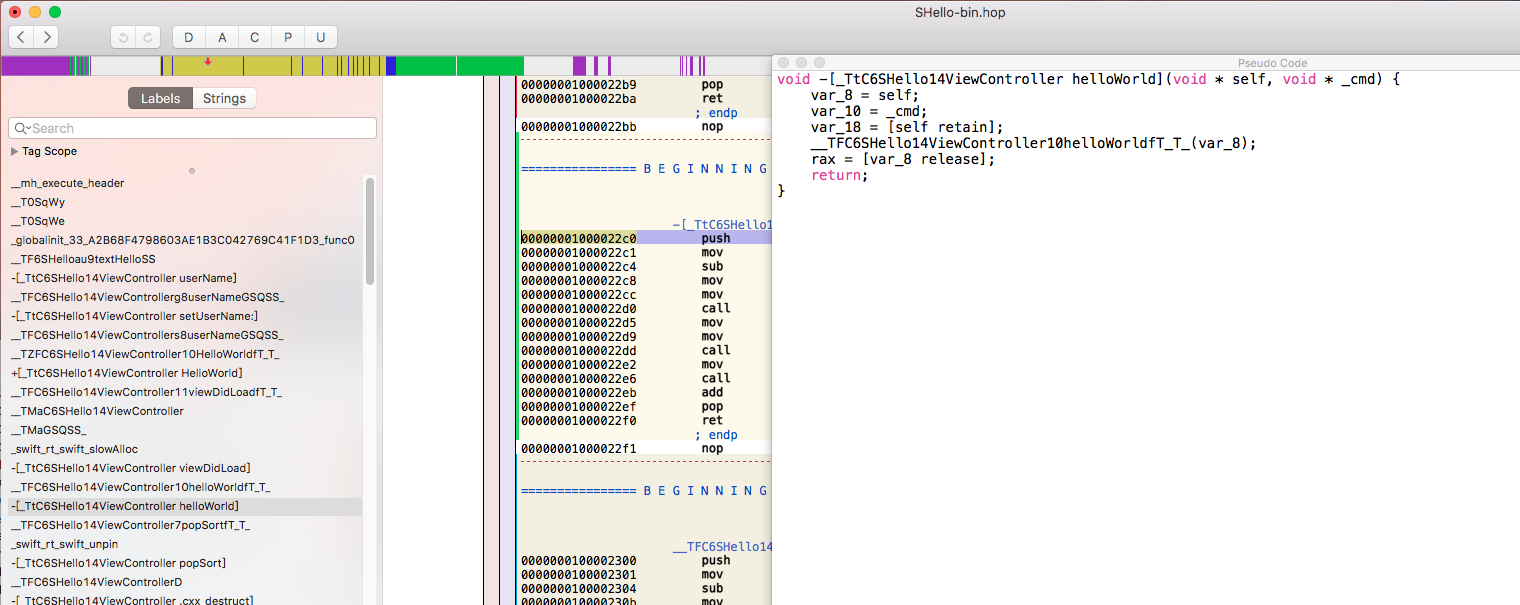 SHello-bin.hop
D A C P U
Labels Strings
Search
Tag Scope
__mh_execute_header
__T0SqWy
__T0SqWe
_globalinit_33_A2B68F4798603AE1B3C042769C41F1D3_func0
__TF6SHelloau9textHelloSS
-[_TtC6SHello14ViewController userName]
__TFC6SHello14ViewControllerg8userNameGSQSS_
-[_TtC6SHello14ViewController setUserName:]
__TFC6SHello14ViewControllers8userNameGSQSS_
__TZFC6SHello14ViewController10HelloWorldfT_T_
+[_TtC6SHello14ViewController HelloWorld]
__TFC6SHello14ViewController11viewDidLoadfT_T_
__TMaC6SHello14ViewController
__TMaGSQSS_
_swift_rt_swift_slowAlloc
-[_TtC6SHello14ViewController viewDidLoad]
__TFC6SHello14ViewController10helloWorldfT_T_
-[_TtC6SHello14ViewController helloWorld]
__TFC6SHello14ViewController7popSortfT_T_
_swift_rt_swift_unpin
-[_TtC6SHello14ViewController popSort]
__TFC6SHello14ViewControllerD
-[_TtC6SHello14ViewController .cxx_destruct]
00000001000022b9 pop
00000001000022ba ret
; endp
00000001000022bb nop
================ B E G I N N I N G
-[_TtC6SHello1
00000001000022c0 push
00000001000022c1 mov
00000001000022c4 sub
00000001000022c8 mov
00000001000022cc mov
00000001000022d0 call
00000001000022d5 mov
00000001000022d9 mov
00000001000022dd call
00000001000022e2 mov
00000001000022e6 call
00000001000022eb add
00000001000022ef pop
00000001000022f0 ret
; endp
00000001000022f1 nop
================ B E G I N N I N G
__TFC6SHello14
0000000100002300 push
0000000100002301 mov
0000000100002304 sub
000000010000230b mov
Pseudo Code
void -[_TtC6SHello14ViewController helloWorld](void * self, void * _cmd) {
    var_8 = self;
    var_10 = _cmd;
    var_18 = [self retain];
    __TFC6SHello14ViewController10helloWorldfT_T_(var_8);
    rax = [var_8 release];
    return;
}